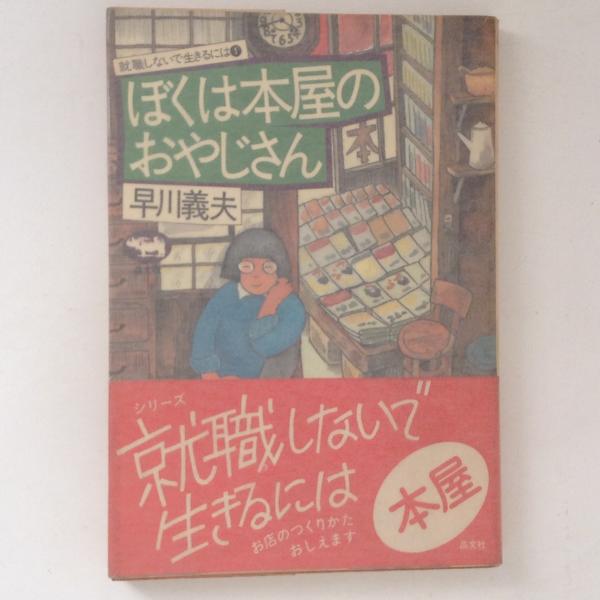 就職しないで生きるには1
ぼくは本屋の
おやじさん
早川義夫
本
シリーズ
就職しないで
生きるには
お店のつくりかた
おしえます
本屋
晶文社